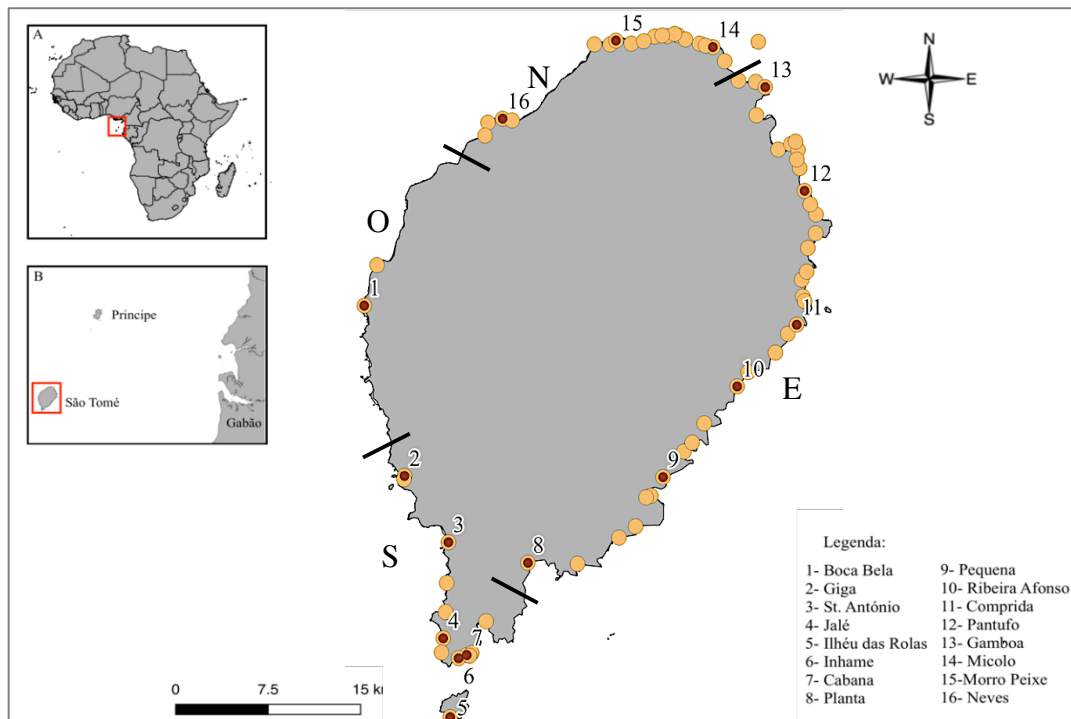 A
B
Principe
São Tomé
Gabão
N
W
E
S
15
14
13
N
16
12
O
1
11
10
E
2
9
3
S
8
4
7
6
5
0
7.5
15 km
Legenda:
1- Boca Bela
2- Giga
3- St. António
4- Jalé
5- Ilhéu das Rolas
6- Inhame
7- Cabana
8- Planta
9- Pequena
10- Ribeira Afonso
11- Comprida
12- Pantufo
13- Gamboa
14- Micolo
15-Morro Peixe
16- Neves